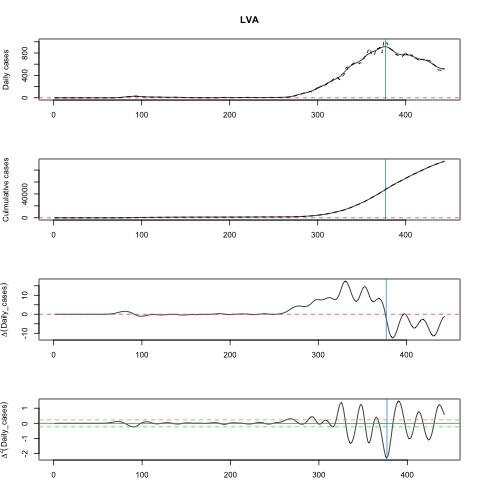 LVA
Daily cases
0 400 800
0 100 200 300 400
Culmulative cases
0 40000
0 100 200 300 400
Δ(Daily_cases)
-10 0 10
0 100 200 300 400
Δ²(Daily_cases)
-2 -1 0 1
0 100 200 300 400